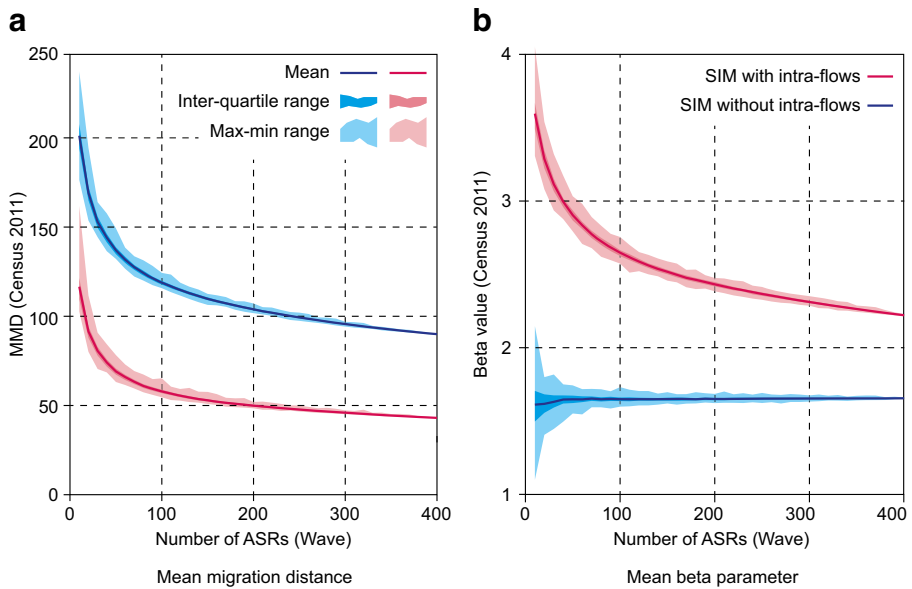 a
250
200
150
100
50
0
MMD (Census 2011)
Mean
Inter-quartile range
Max-min range
0 100 200 300 400
Number of ASRs (Wave)
Mean migration distance
b
4
3
2
1
Beta value (Census 2011)
SIM with intra-flows
SIM without intra-flows
0 100 200 300 400
Number of ASRs (Wave)
Mean beta parameter